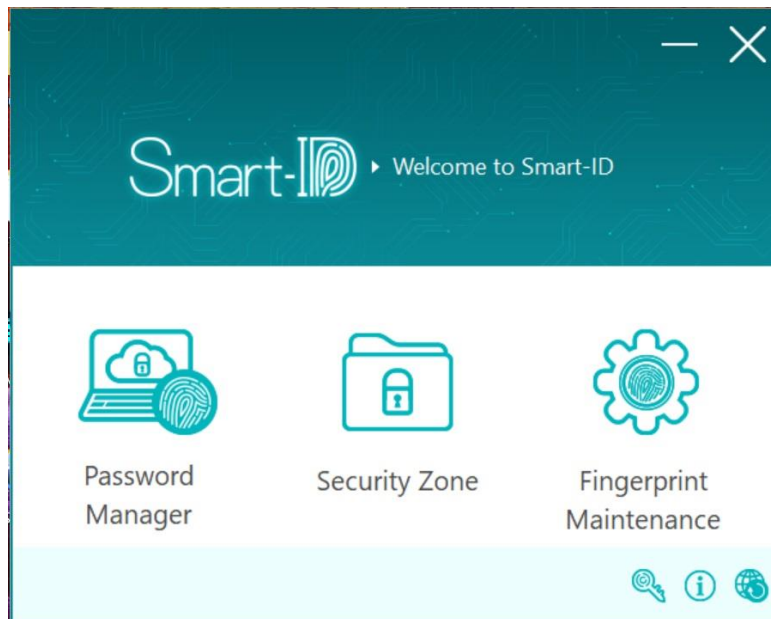 Smart-ID Welcome to Smart-ID
Password
Manager
Security Zone
Fingerprint
Maintenance